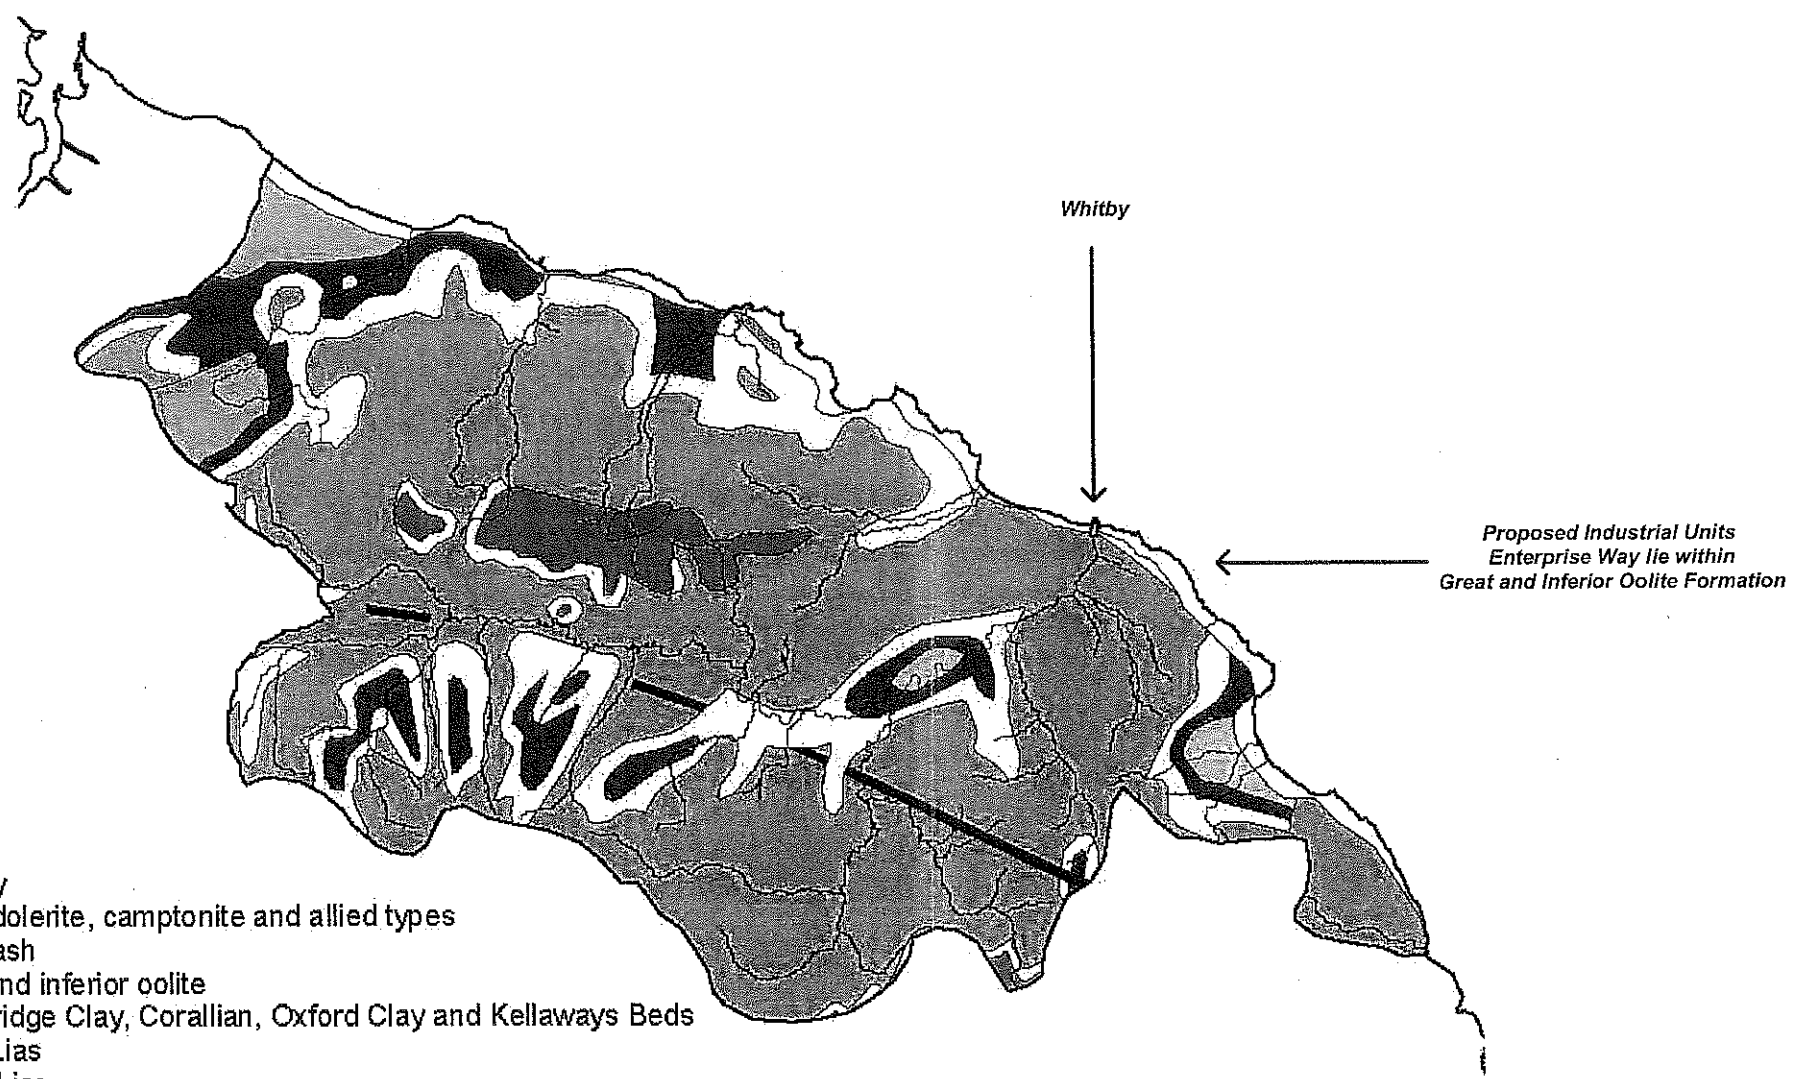 Whitby
Proposed Industrial Units
Enterprise Way lie within
Great and Inferior Oolite Formation
dolerite, camptonite and allied types
ash
nd inferior oolite
ridge Clay, Corallian, Oxford Clay and Kellaways Beds
Lias